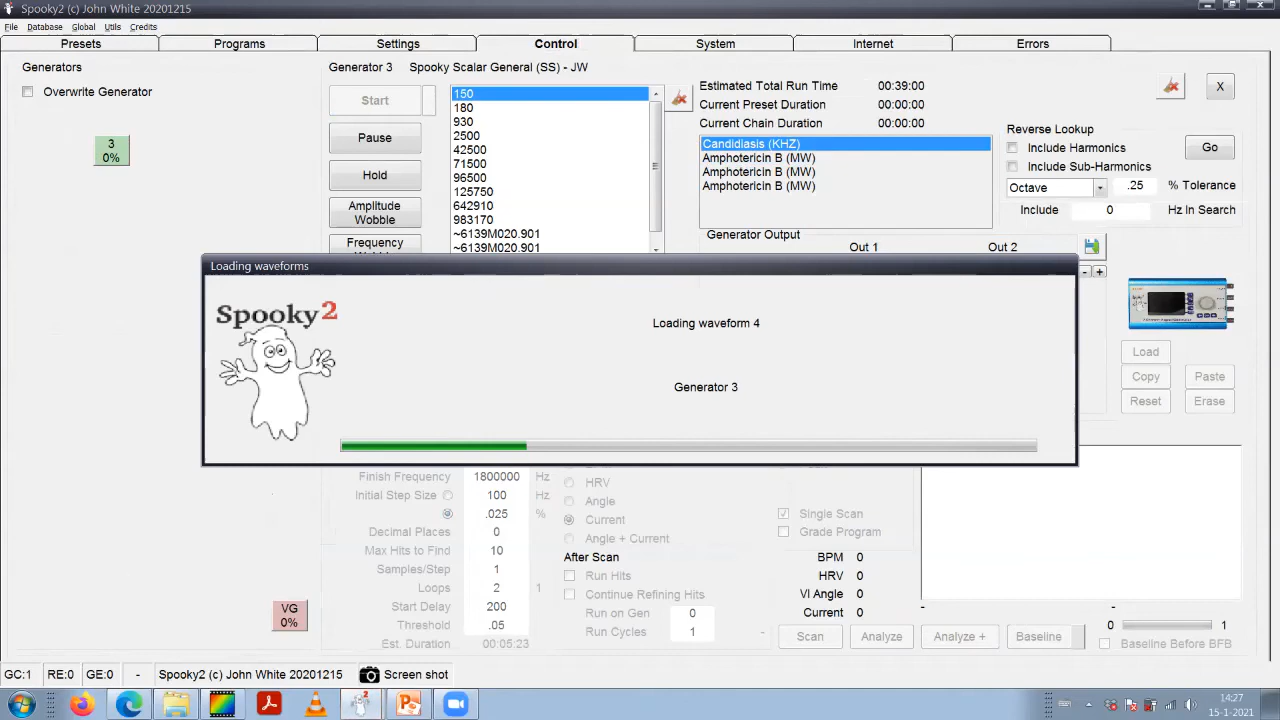 Spooky2 (c) John White 20201215
File Database Global Utils Credits
Presets Programs Settings Control System Internet Errors
Generators
Overwrite Generator
3
0%
VG
0%
Generator 3 Spooky Scalar General (SS) - JW
Start
Pause
Hold
Amplitude
Wobble
Frequency
150
180
930
2500
42500
71500
96500
125750
642910
983170
~6139M020.901
~6139M020.901
Estimated Total Run Time 00:39:00
Current Preset Duration 00:00:00
Current Chain Duration 00:00:00
X
Candidiasis (KHZ)
Amphotericin B (MW)
Amphotericin B (MW)
Amphotericin B (MW)
Reverse Lookup
Include Harmonics
Go
Include Sub-Harmonics
Octave .25 % Tolerance
Include 0 Hz In Search
Generator Output
Out 1 Out 2
- +
Loading waveforms
Spooky2
Loading waveform 4
Generator 3
Load
Copy Paste
Reset Erase
Finish Frequency 1800000 Hz
Initial Step Size 100 Hz
.025 %
Decimal Places 0
Max Hits to Find 10
Samples/Step 1
Loops 2 1
Start Delay 200
Threshold .05
Est. Duration 00:05:23
HRV
Angle
Current
Angle + Current
After Scan
Run Hits
Continue Refining Hits
Run on Gen 0
Run Cycles 1 -
Single Scan
Grade Program
BPM 0
HRV 0
VI Angle 0
Current 0
- -
0 1
Scan Analyze Analyze + Baseline Baseline Before BFB
GC:1 RE:0 GE:0 - Spooky2 (c) John White 20201215 Screen shot
14:27
15-1-2021